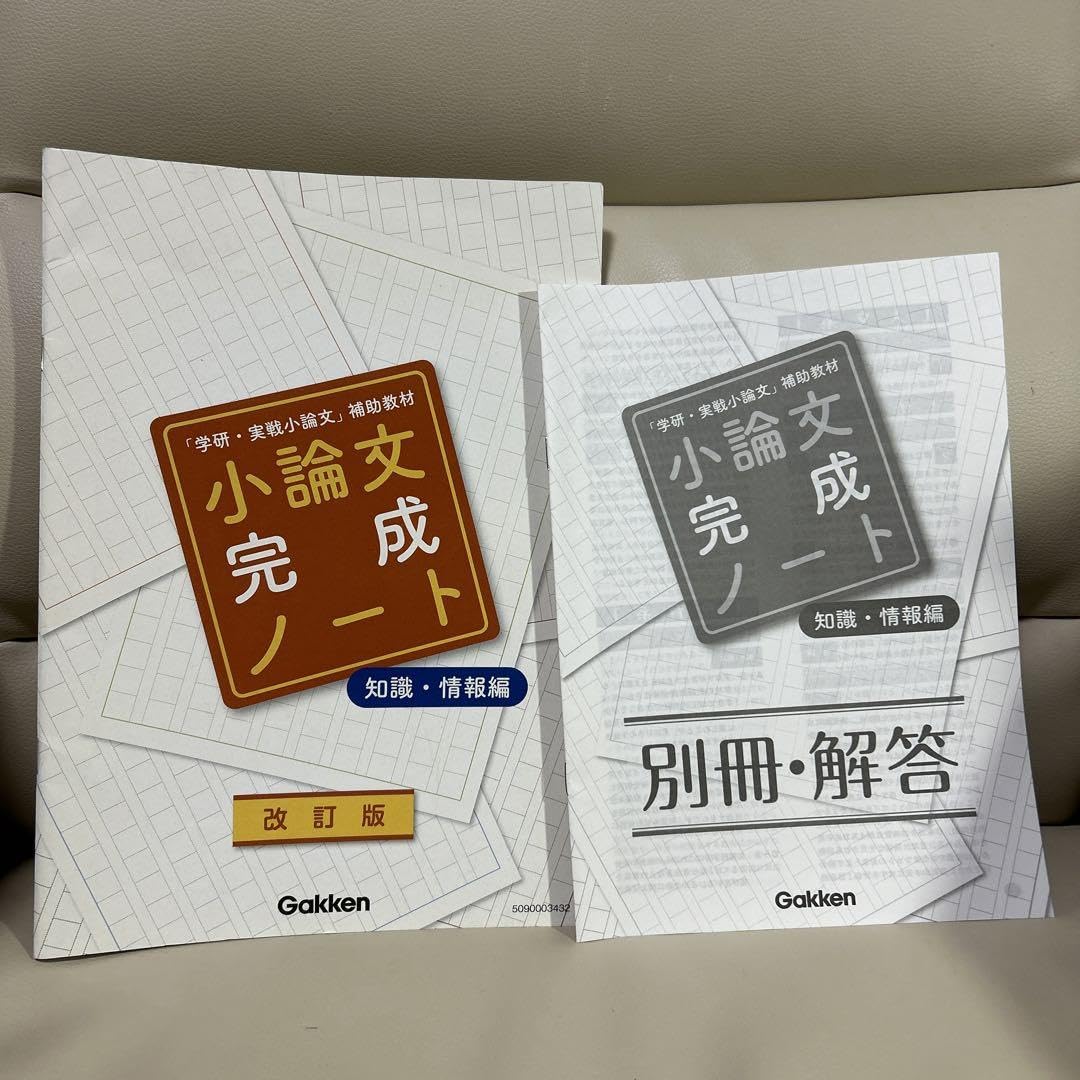 「学研・実戦小論文」補助教材
小論文
完成
ノート
知識・情報編
改訂版
Gakken
5090003432
「学研・実戦小論文」補助教材
小論文
完成
ノート
知識・情報編
別冊・解答
Gakken